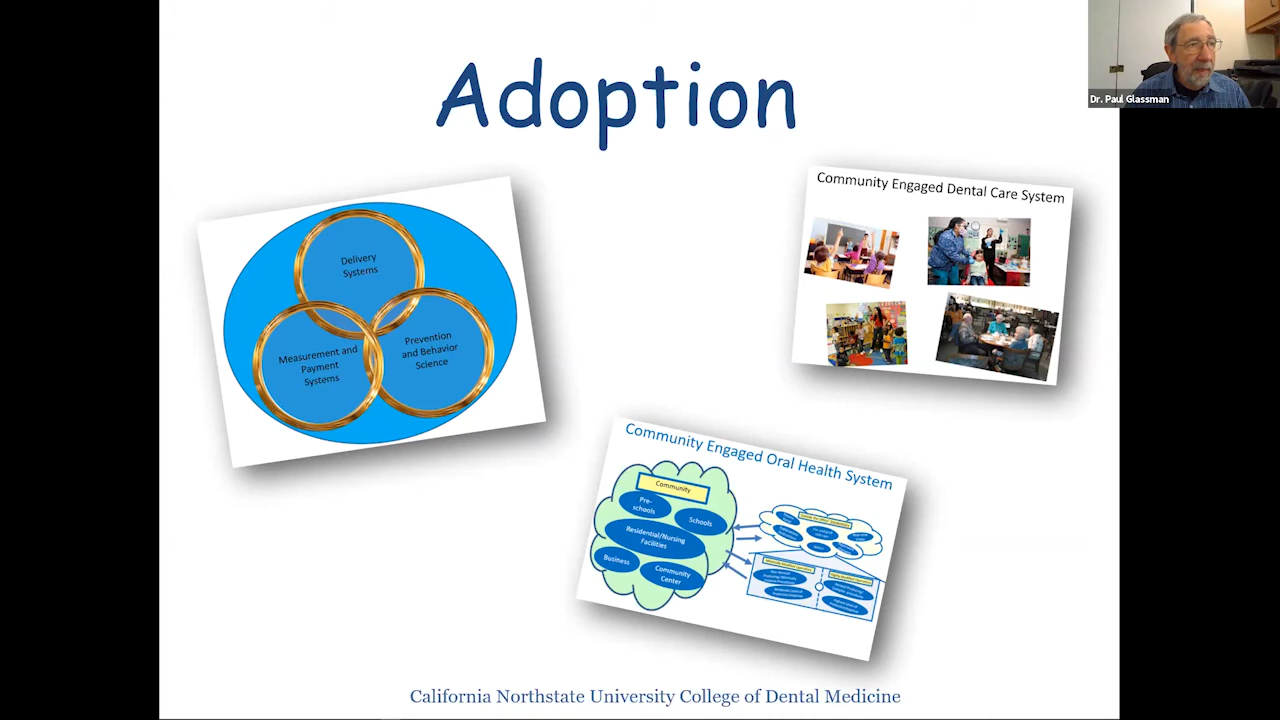 Adoption
Dr. Paul Glassman
Delivery
Systems
Measurement and
Payment
Systems
Prevention
and Behavior
Science
Community Engaged Dental Care System
Community Engaged Oral Health System
Community
Pre-
schools
Schools
Residential/Nursing
Facilities
Business
Community
Center
California Northstate University College of Dental Medicine